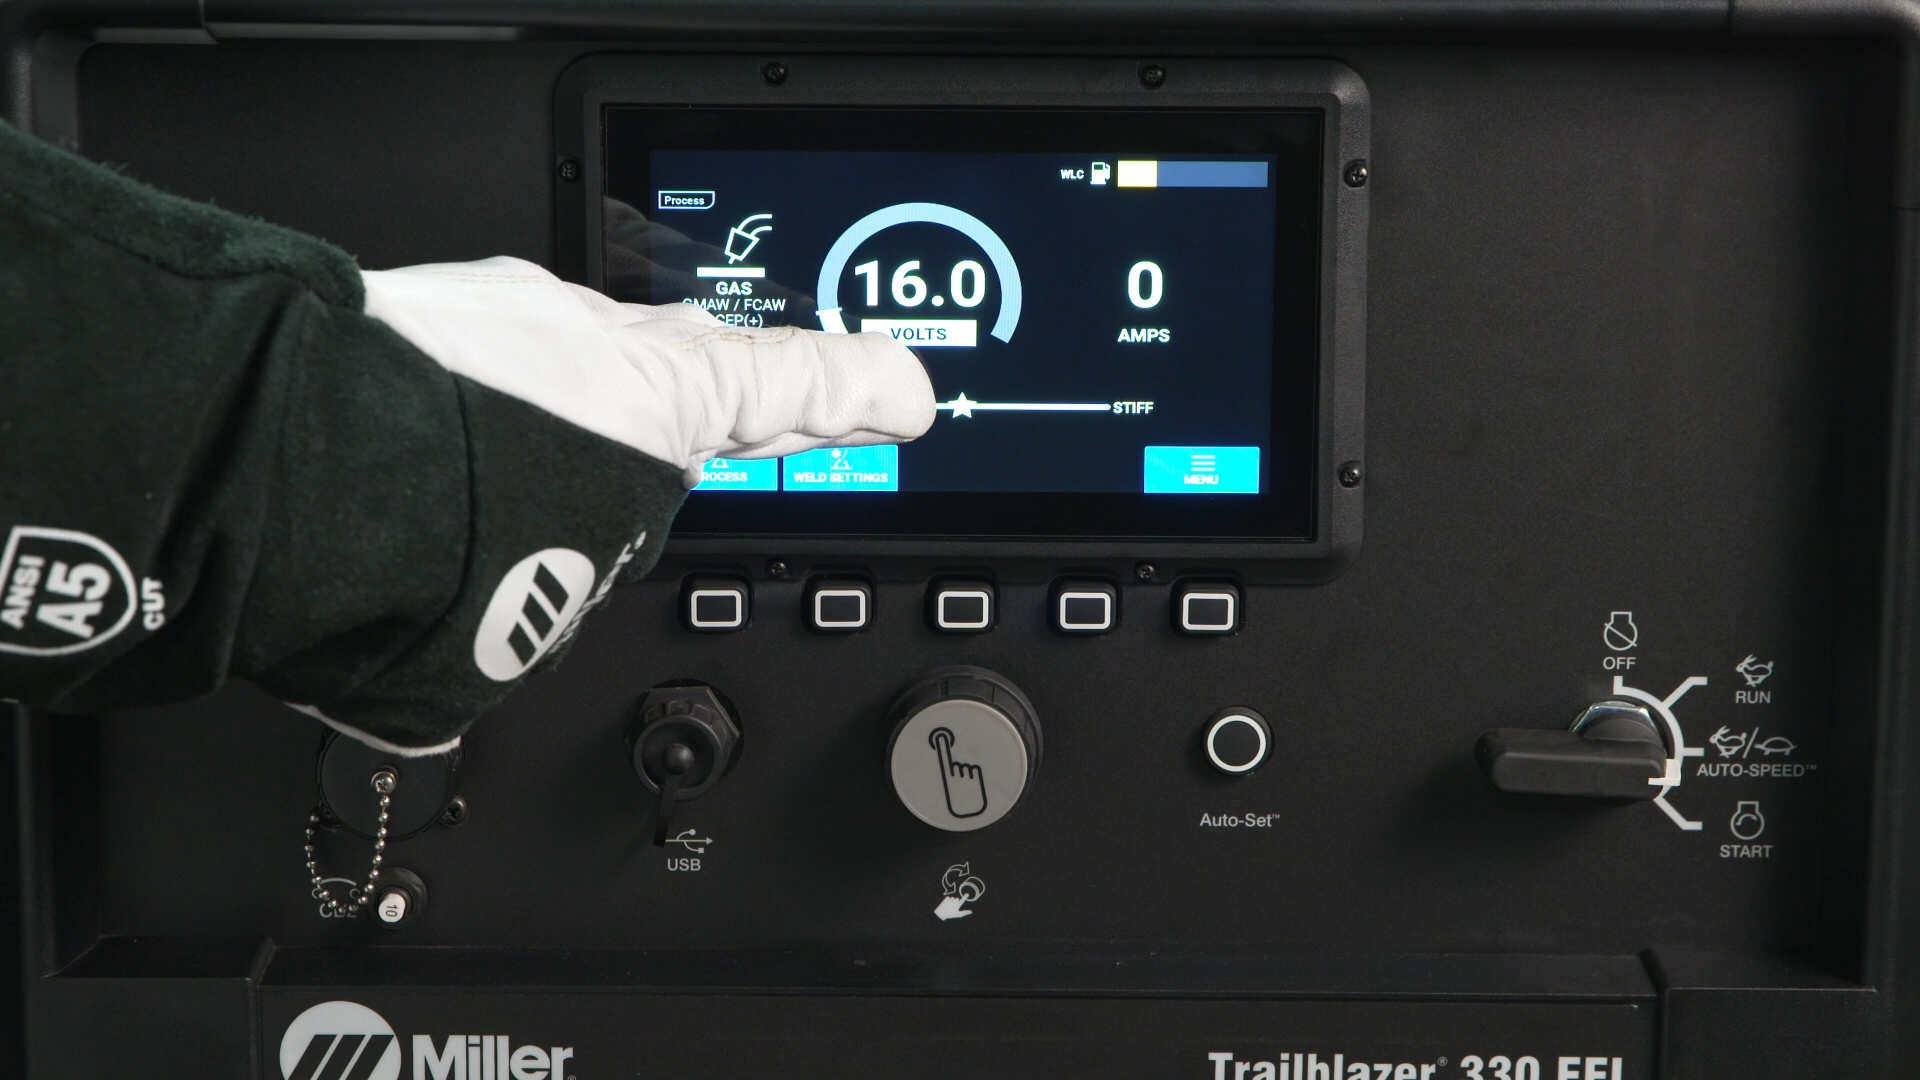 WLC
Process
16.0
VOLTS
0
AMPS
GAS
GMAW / FCAW
STIFF
WELD SETTINGS
MENU
ANSI
A5
CUT
Miller.
OFF
RUN
AUTO-SPEED™
START
USB
Auto-Set™
10
Miller®
Trailblazer® 330 EFI